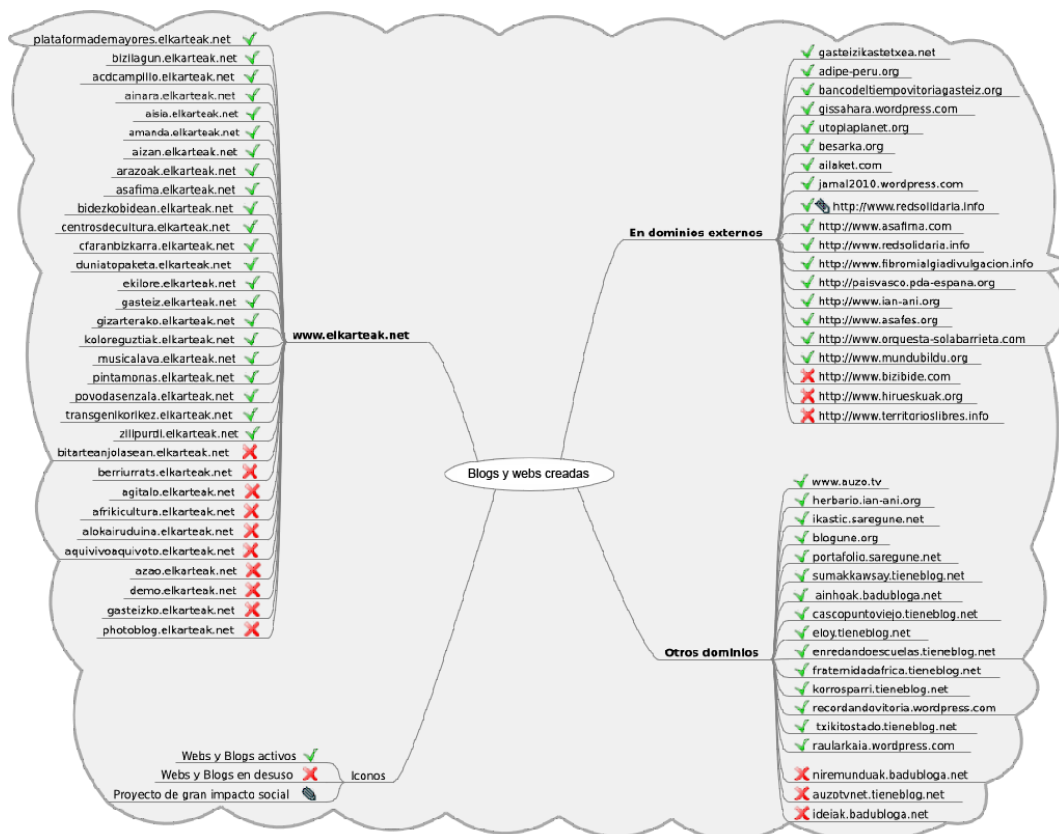 plataformademayores.elkarteak.net
bizilagun.elkarteak.net
acdcampillo.elkarteak.net
ainara.elkarteak.net
aisia.elkarteak.net
amanda.elkarteak.net
aizan.elkarteak.net
arazoak.elkarteak.net
asafima.elkarteak.net
bidezkobidean.elkarteak.net
centrosdecultura.elkarteak.net
cfaranbizkarra.elkarteak.net
duniatopaketa.elkarteak.net
ekilore.elkarteak.net
gasteiz.elkarteak.net
gizarterako.elkarteak.net
koloreguztiak.elkarteak.net
musicalava.elkarteak.net
pintamonas.elkarteak.net
povodasenzala.elkarteak.net
transgenikorikez.elkarteak.net
zilipurdi.elkarteak.net
bitarteanjolasean.elkarteak.net
berriurrats.elkarteak.net
agitalo.elkarteak.net
afrikicultura.elkarteak.net
alokairuduina.elkarteak.net
aquivivoaquivoto.elkarteak.net
azao.elkarteak.net
demo.elkarteak.net
gasteizko.elkarteak.net
photoblog.elkarteak.net
www.elkarteak.net
Blogs y webs creadas
En dominios externos
gasteizikastetxea.net
adipe-peru.org
bancodeltiempovitoriagasteiz.org
gissahara.wordpress.com
utopiaplanet.org
besarka.org
ailaket.com
jamal2010.wordpress.com
http://www.redsolidaria.info
http://www.asafima.com
http://www.redsolidaria.info
http://www.fibromialgiadivulgacion.info
http://paisvasco.pda-espana.org
http://www.ian-ani.org
http://www.asafes.org
http://www.orquesta-solabarrieta.com
http://www.mundubildu.org
http://www.bizibide.com
http://www.hirueskuak.org
http://www.territorioslibres.info
Otros dominios
www.auzo.tv
herbario.ian-ani.org
ikastic.saregune.net
blogune.org
portafolio.saregune.net
sumakkawsay.tieneblog.net
ainhoak.badubloga.net
cascopuntoviejo.tieneblog.net
eloy.tieneblog.net
enredandoescuelas.tieneblog.net
fraternidadafrica.tieneblog.net
korrosparri.tieneblog.net
recordandovitoria.wordpress.com
txikitostado.tieneblog.net
raularkaia.wordpress.com
niremunduak.badubloga.net
auzotvnet.tieneblog.net
ideiak.badubloga.net
Webs y Blogs activos
Webs y Blogs en desuso
Proyecto de gran impacto social
Iconos